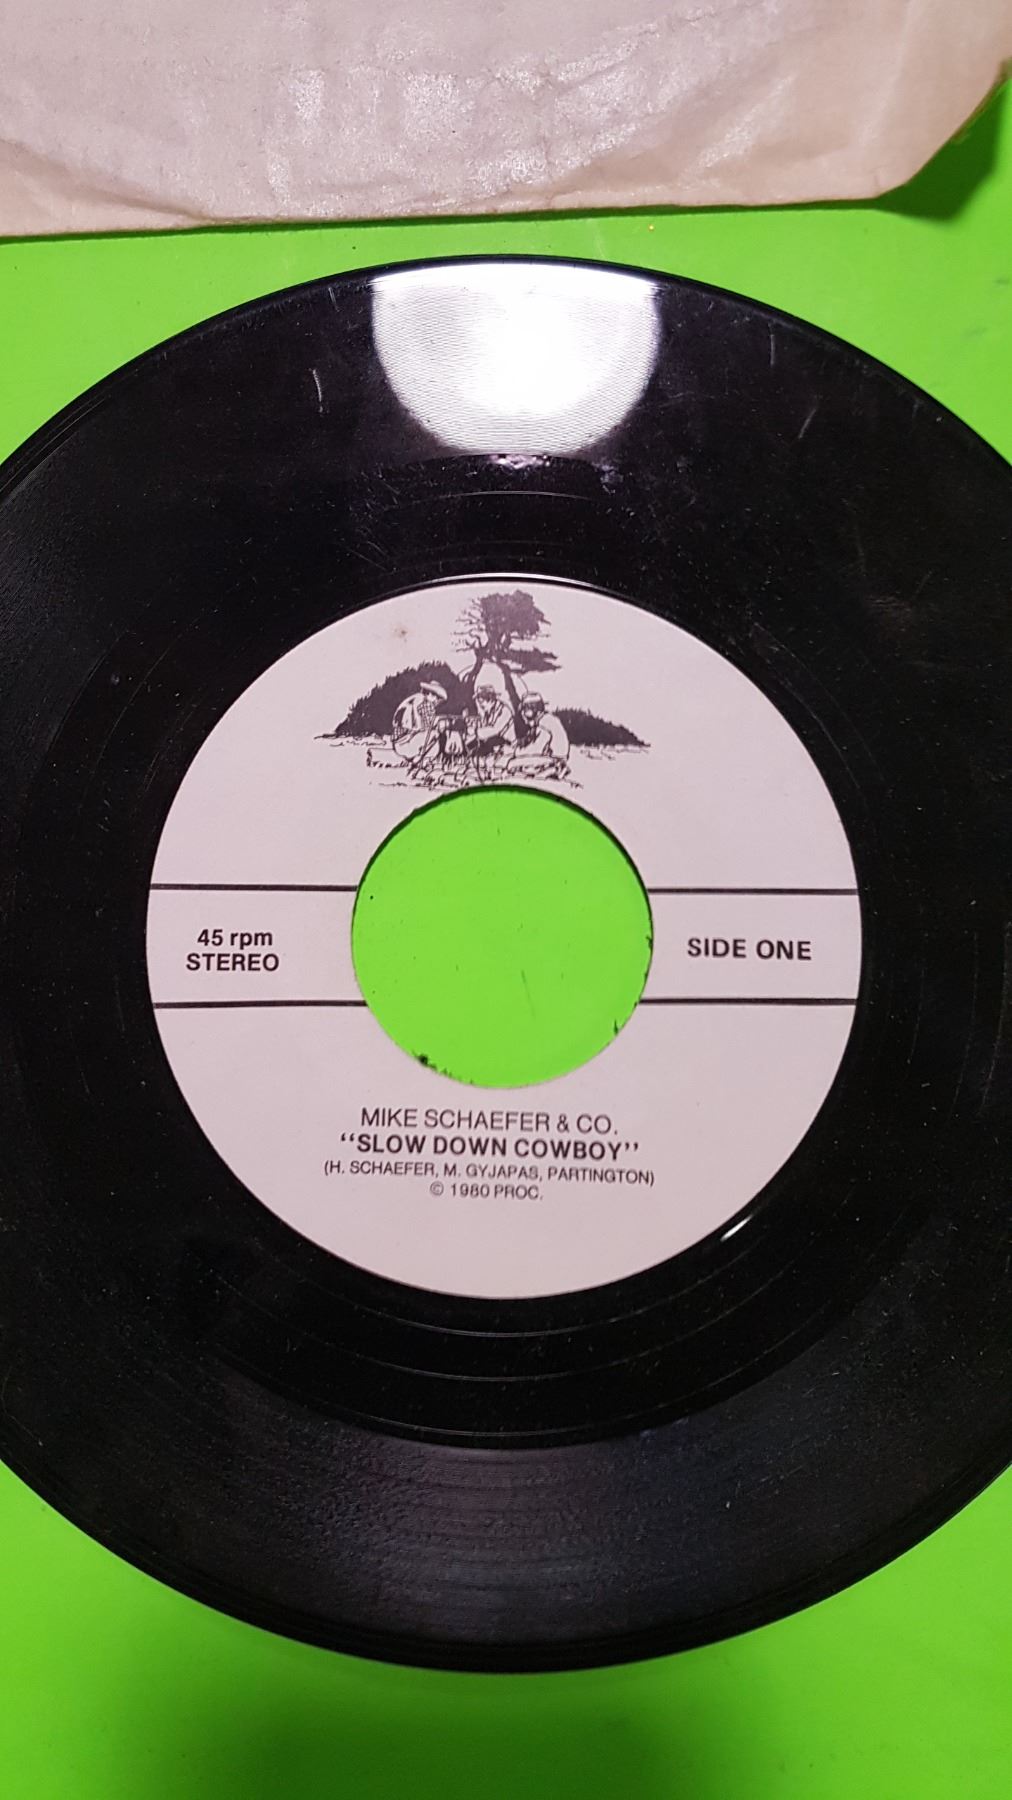 45 rpm
STEREO
SIDE ONE
MIKE SCHAEFER & CO.
“SLOW DOWN COWBOY”
(H. SCHAEFER, M. GYJAPAS, PARTINGTON)
© 1980 PROC.